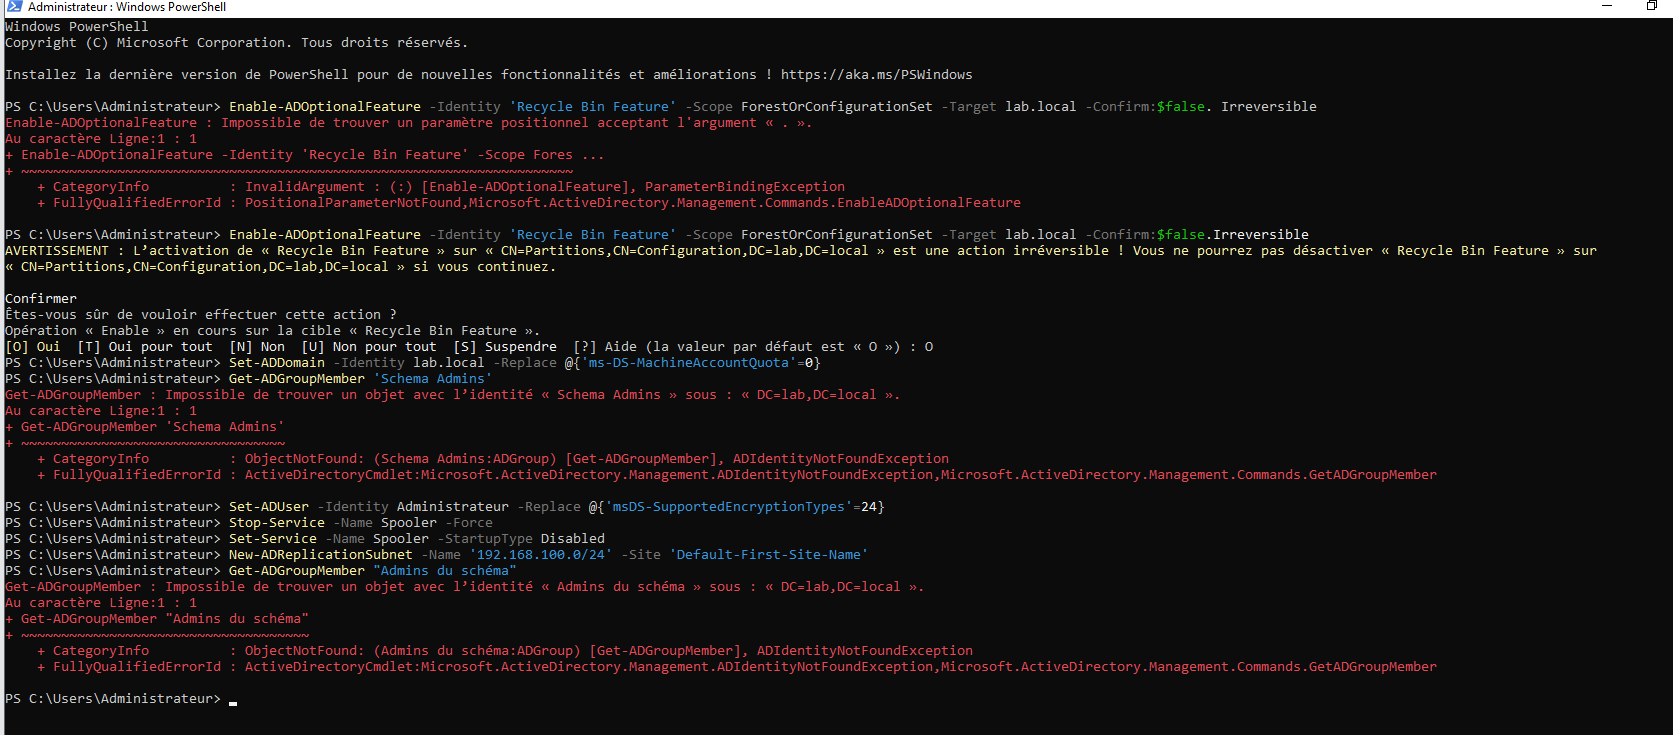 Administrateur : Windows PowerShell
Windows PowerShell
Copyright (C) Microsoft Corporation. Tous droits réservés.
Installez la dernière version de PowerShell pour de nouvelles fonctionnalités et améliorations ! https://aka.ms/PSWindows
PS C:\Users\Administrateur> Enable-ADOptionalFeature -Identity 'Recycle Bin Feature' -Scope ForestOrConfigurationSet -Target lab.local -Confirm:$false. Irreversible
Enable-ADOptionalFeature : Impossible de trouver un paramètre positionnel acceptant l'argument « . ».
Au caractère Ligne:1 : 1
+ Enable-ADOptionalFeature -Identity 'Recycle Bin Feature' -Scope Fores ...
+ ~~~~~~~~~~~~~~~~~~~~~~~~~~~~~~~~~~~~~~~~~~~~~~~~~~~~~~~~~~~~~~~~~~~~~
+ CategoryInfo : InvalidArgument : (:) [Enable-ADOptionalFeature], ParameterBindingException
+ FullyQualifiedErrorId : PositionalParameterNotFound,Microsoft.ActiveDirectory.Management.Commands.EnableADOptionalFeature
PS C:\Users\Administrateur> Enable-ADOptionalFeature -Identity 'Recycle Bin Feature' -Scope ForestOrConfigurationSet -Target lab.local -Confirm:$false.Irreversible
AVERTISSEMENT : L’activation de « Recycle Bin Feature » sur « CN=Partitions,CN=Configuration,DC=lab,DC=local » est une action irréversible ! Vous ne pourrez pas désactiver « Recycle Bin Feature » sur
« CN=Partitions,CN=Configuration,DC=lab,DC=local » si vous continuez.
Confirmer
Êtes-vous sûr de vouloir effectuer cette action ?
Opération « Enable » en cours sur la cible « Recycle Bin Feature ».
[O] Oui  [T] Oui pour tout  [N] Non  [U] Non pour tout  [S] Suspendre  [?] Aide (la valeur par défaut est « O ») : O
PS C:\Users\Administrateur> Set-ADDomain -Identity lab.local -Replace @{'ms-DS-MachineAccountQuota'=0}
PS C:\Users\Administrateur> Get-ADGroupMember 'Schema Admins'
Get-ADGroupMember : Impossible de trouver un objet avec l’identité « Schema Admins » sous : « DC=lab,DC=local ».
Au caractère Ligne:1 : 1
+ Get-ADGroupMember 'Schema Admins'
+ ~~~~~~~~~~~~~~~~~~~~~~~~~~~~~~~~~
+ CategoryInfo : ObjectNotFound: (Schema Admins:ADGroup) [Get-ADGroupMember], ADIdentityNotFoundException
+ FullyQualifiedErrorId : ActiveDirectoryCmdlet:Microsoft.ActiveDirectory.Management.ADIdentityNotFoundException,Microsoft.ActiveDirectory.Management.Commands.GetADGroupMember
PS C:\Users\Administrateur> Set-ADUser -Identity Administrateur -Replace @{'msDS-SupportedEncryptionTypes'=24}
PS C:\Users\Administrateur> Stop-Service -Name Spooler -Force
PS C:\Users\Administrateur> Set-Service -Name Spooler -StartupType Disabled
PS C:\Users\Administrateur> New-ADReplicationSubnet -Name '192.168.100.0/24' -Site 'Default-First-Site-Name'
PS C:\Users\Administrateur> Get-ADGroupMember "Admins du schéma"
Get-ADGroupMember : Impossible de trouver un objet avec l’identité « Admins du schéma » sous : « DC=lab,DC=local ».
Au caractère Ligne:1 : 1
+ Get-ADGroupMember "Admins du schéma"
+ ~~~~~~~~~~~~~~~~~~~~~~~~~~~~~~~~~~~~
+ CategoryInfo : ObjectNotFound: (Admins du schéma:ADGroup) [Get-ADGroupMember], ADIdentityNotFoundException
+ FullyQualifiedErrorId : ActiveDirectoryCmdlet:Microsoft.ActiveDirectory.Management.ADIdentityNotFoundException,Microsoft.ActiveDirectory.Management.Commands.GetADGroupMember
PS C:\Users\Administrateur>